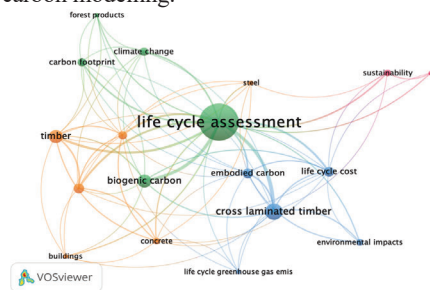 carbon modelling.
forest products
climate change
carbon footprint
steel
sustainability
life cycle assessment
timber
biogenic carbon
embodied carbon
life cycle cost
cross laminated timber
concrete
environmental impacts
buildings
life cycle greenhouse gas emis
VOSviewer